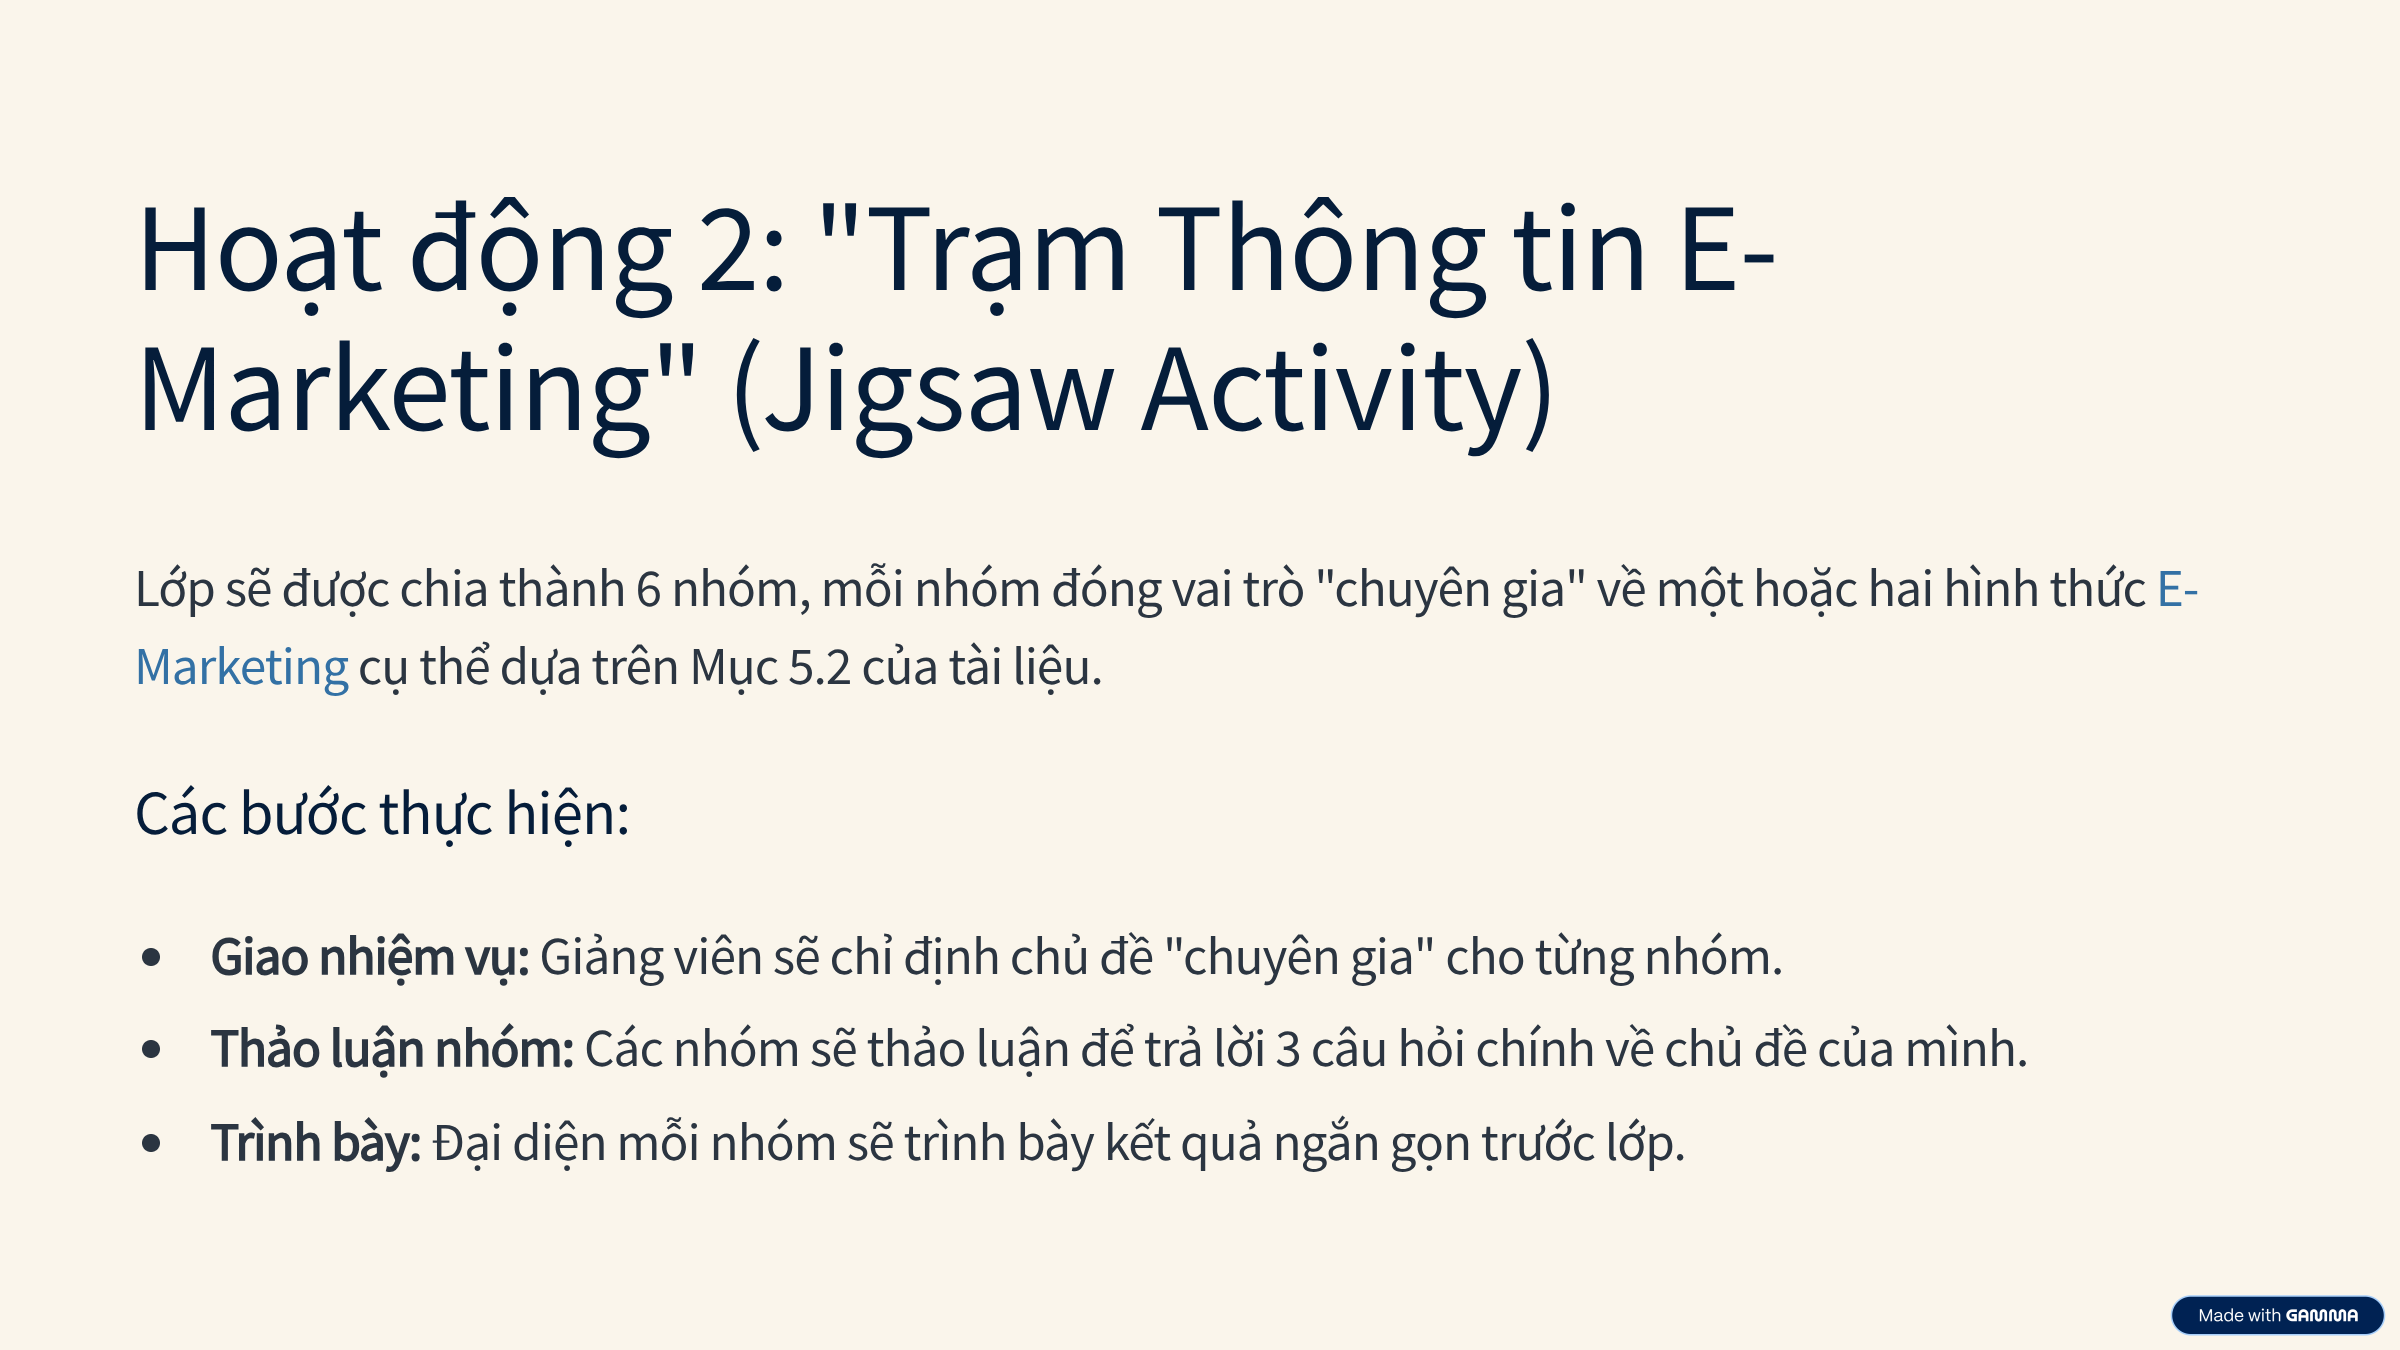 Hoạt động 2: "Trạm Thông tin E-
Marketing" (Jigsaw Activity)
Lớp sẽ được chia thành 6 nhóm, mỗi nhóm đóng vai trò "chuyên gia" về một hoặc hai hình thức E-
Marketing cụ thể dựa trên Mục 5.2 của tài liệu.
Các bước thực hiện:
• Giao nhiệm vụ: Giảng viên sẽ chỉ định chủ đề "chuyên gia" cho từng nhóm.
• Thảo luận nhóm: Các nhóm sẽ thảo luận để trả lời 3 câu hỏi chính về chủ đề của mình.
• Trình bày: Đại diện mỗi nhóm sẽ trình bày kết quả ngắn gọn trước lớp.
Made with GAMMA